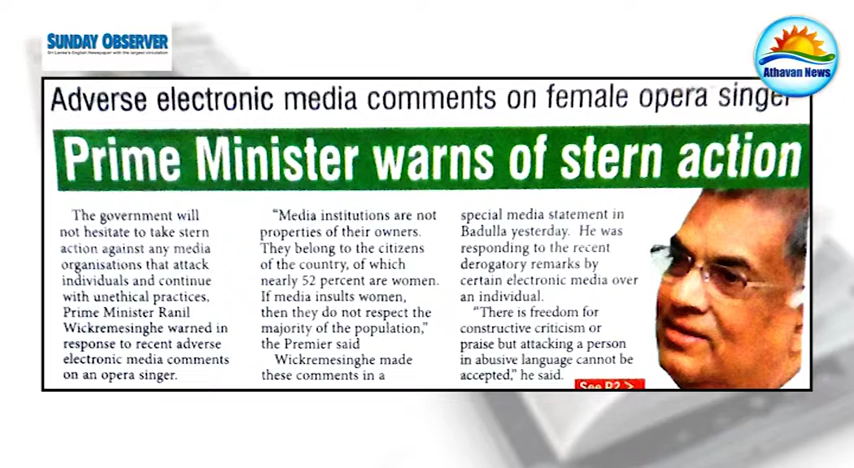 SUNDAY OBSERVER
Sri Lanka's English Newspaper with the largest circulation
Athavan News
Adverse electronic media comments on female opera singer
Prime Minister warns of stern action
The government will
not hesitate to take stern
action against any media
organisations that attack
individuals and continue
with unethical practices,
Prime Minister Ranil
Wickremesinghe warned in
response to recent adverse
electronic media comments
on an opera singer.
“Media institutions are not
properties of their owners.
They belong to the citizens
of the country, of which
nearly 52 percent are women.
If media insults women,
then they do not respect the
majority of the population,”
the Premier said
Wickremesinghe made
these comments in a
special media statement in
Badulla yesterday. He was
responding to the recent
derogatory remarks by
certain electronic media over
an individual.
“There is freedom for
constructive criticism or
praise but attacking a person
in abusive language cannot be
accepted,” he said.
See P2 >